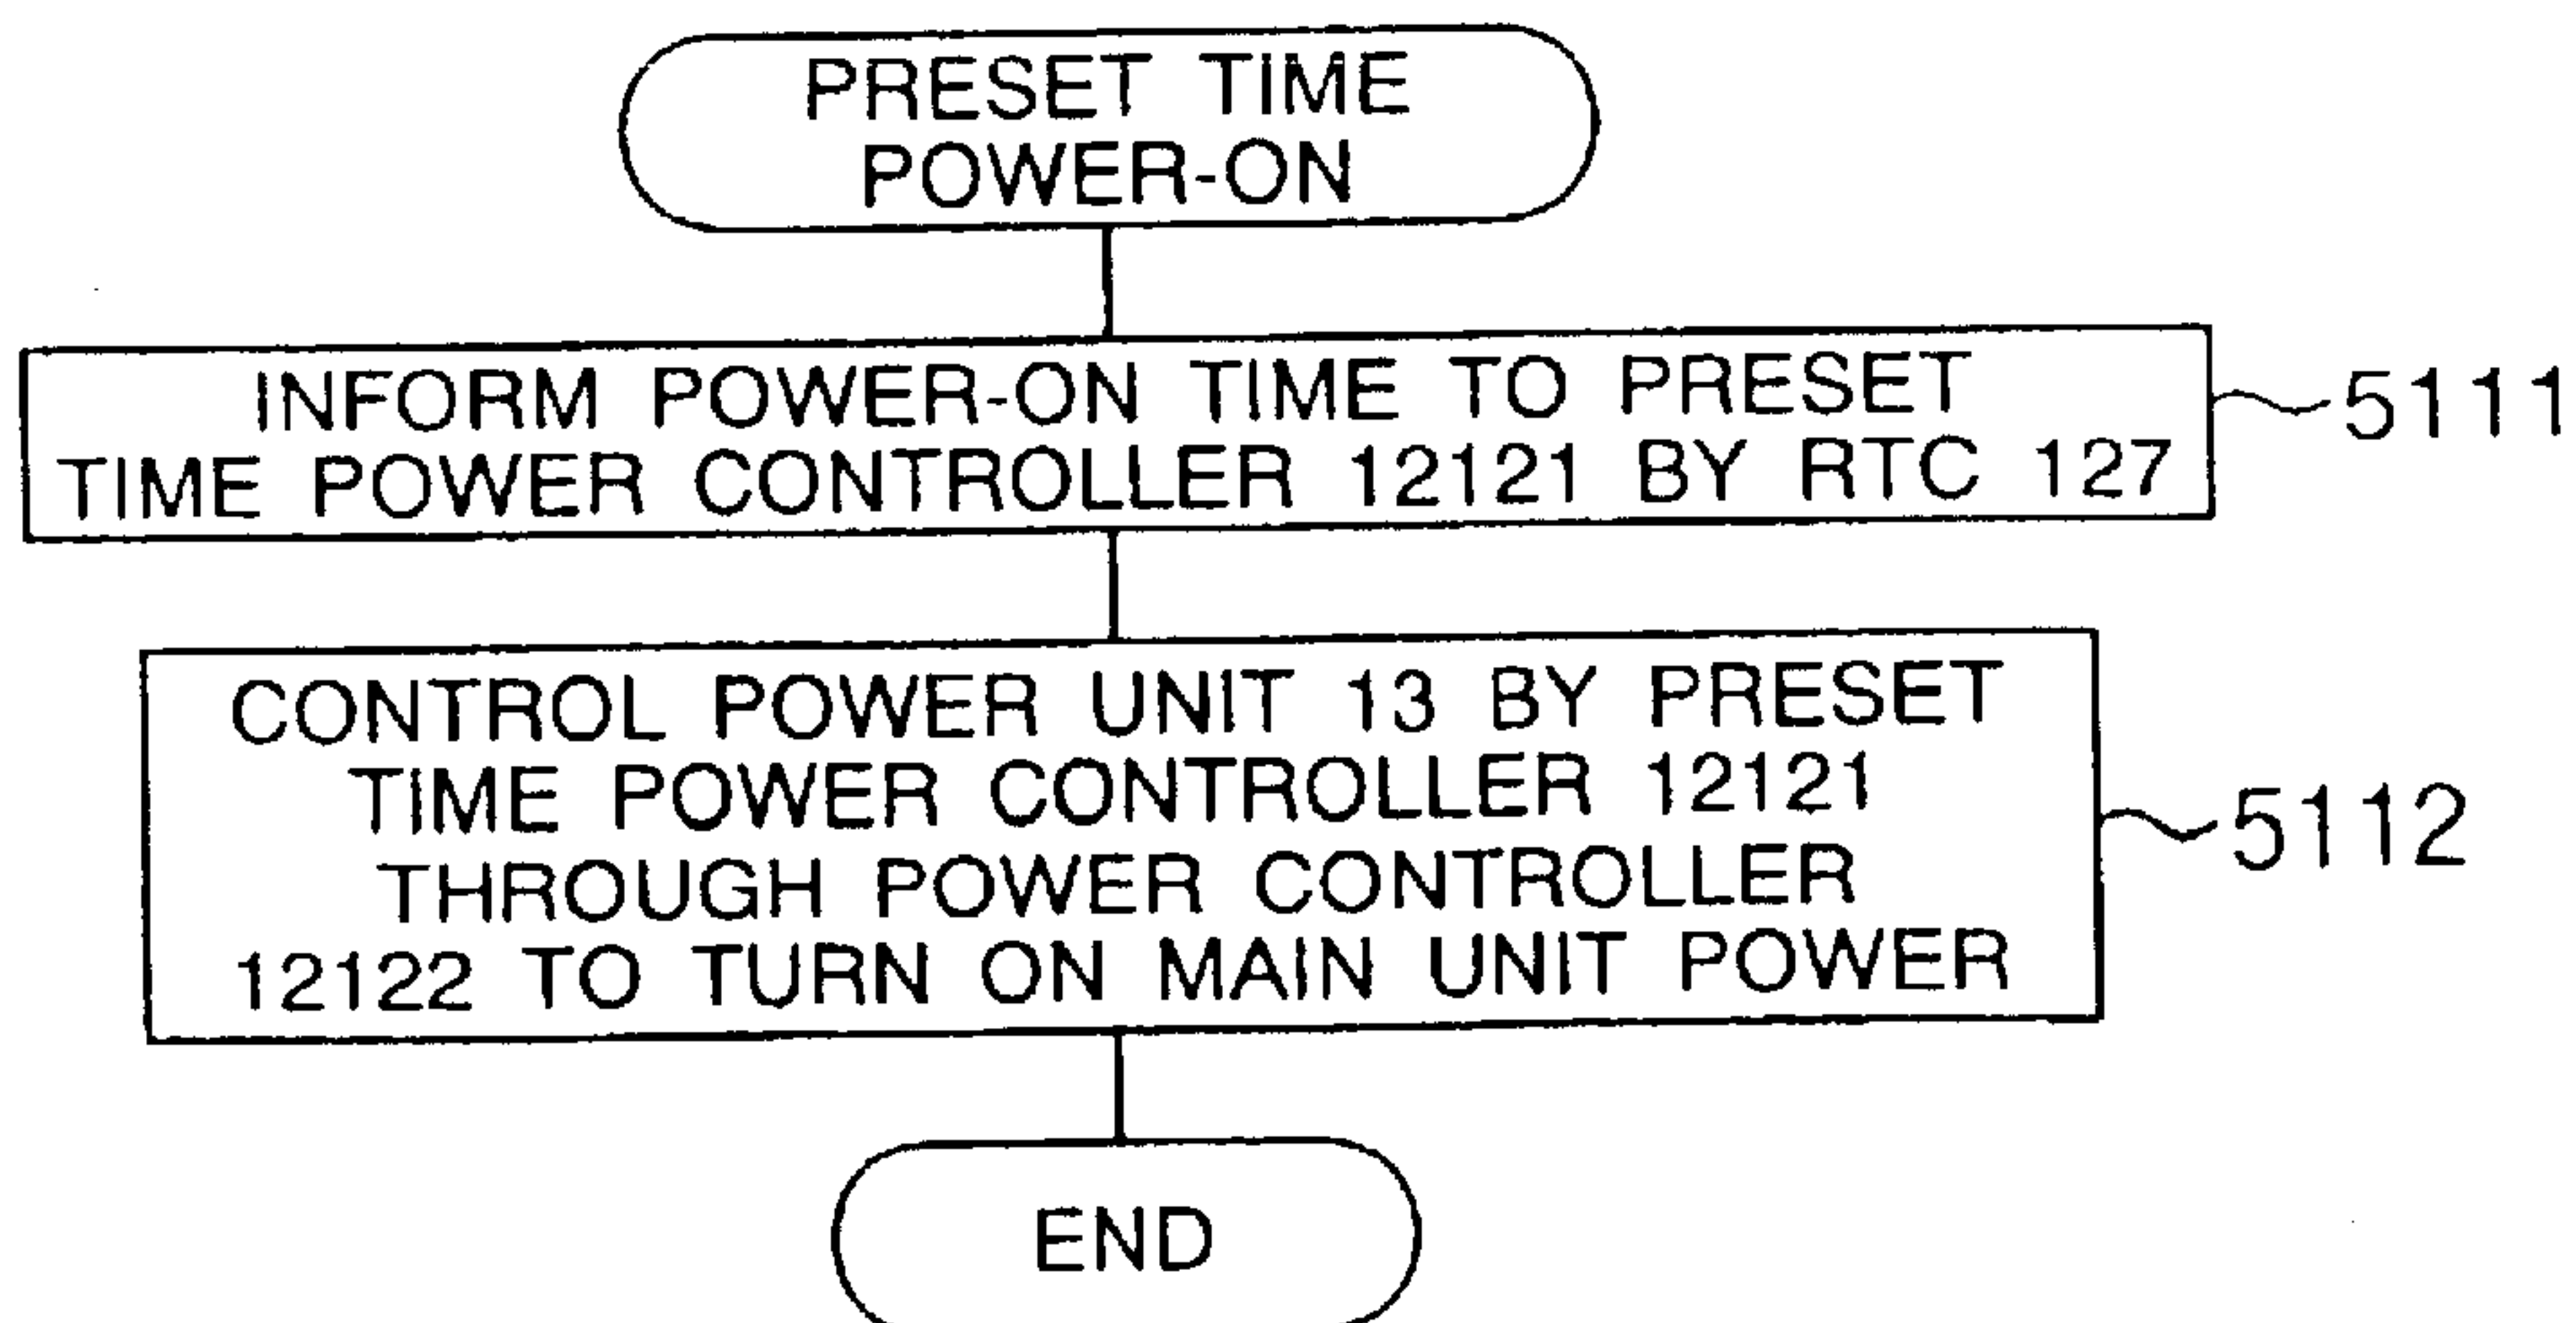 PRESET TIME
POWER-ON
INFORM POWER-ON TIME TO PRESET
TIME POWER CONTROLLER 12121 BY RTC 127
5111
CONTROL POWER UNIT 13 BY PRESET
TIME POWER CONTROLLER 12121
THROUGH POWER CONTROLLER
12122 TO TURN ON MAIN UNIT POWER
5112
END